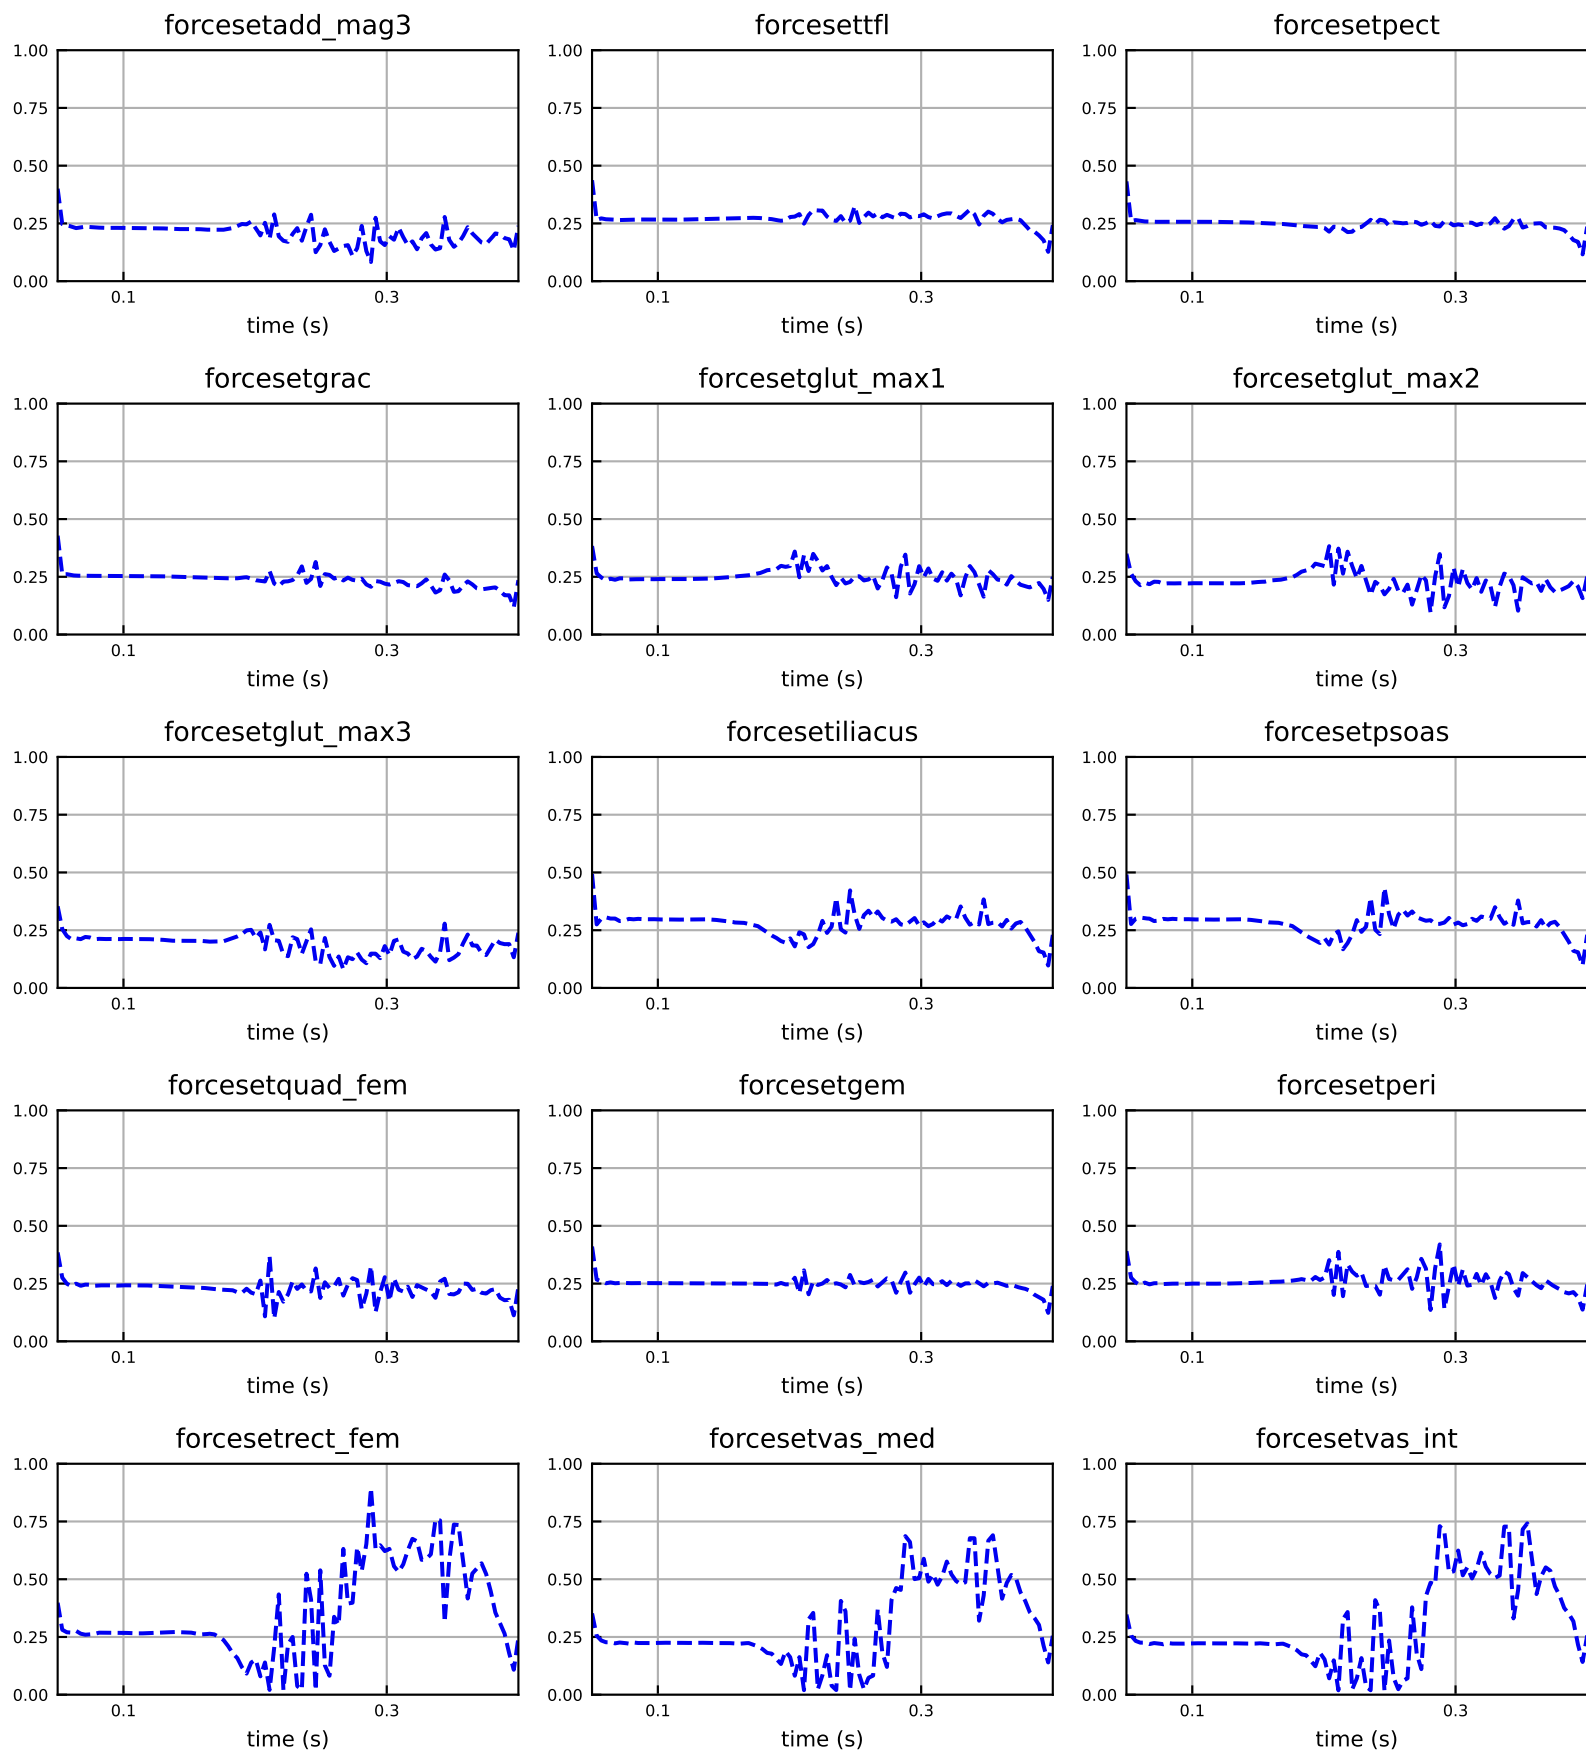 forcesetadd_mag3 forcesettfl forcesetpect
1.00 1.00 1.00
0.75 0.75 0.75
0.50 0.50 0.50
0.25 0.25 0.25
0.00 0.00 0.00
0.1 0.3 0.1 0.3 0.1 0.3
time (s) time (s) time (s)
forcesetgrac forcesetglut_max1 forcesetglut_max2
1.00 1.00 1.00
0.75 0.75 0.75
0.50 0.50 0.50
0.25 0.25 0.25
0.00 0.00 0.00
0.1 0.3 0.1 0.3 0.1 0.3
time (s) time (s) time (s)
forcesetglut_max3 forcesetiliacus forcesetpsoas
1.00 1.00 1.00
0.75 0.75 0.75
0.50 0.50 0.50
0.25 0.25 0.25
0.00 0.00 0.00
0.1 0.3 0.1 0.3 0.1 0.3
time (s) time (s) time (s)
forcesetquad_fem forcesetgem forcesetperi
1.00 1.00 1.00
0.75 0.75 0.75
0.50 0.50 0.50
0.25 0.25 0.25
0.00 0.00 0.00
0.1 0.3 0.1 0.3 0.1 0.3
time (s) time (s) time (s)
forcesetrect_fem forcesetvas_med forcesetvas_int
1.00 1.00 1.00
0.75 0.75 0.75
0.50 0.50 0.50
0.25 0.25 0.25
0.00 0.00 0.00
0.1 0.3 0.1 0.3 0.1 0.3
time (s) time (s) time (s)